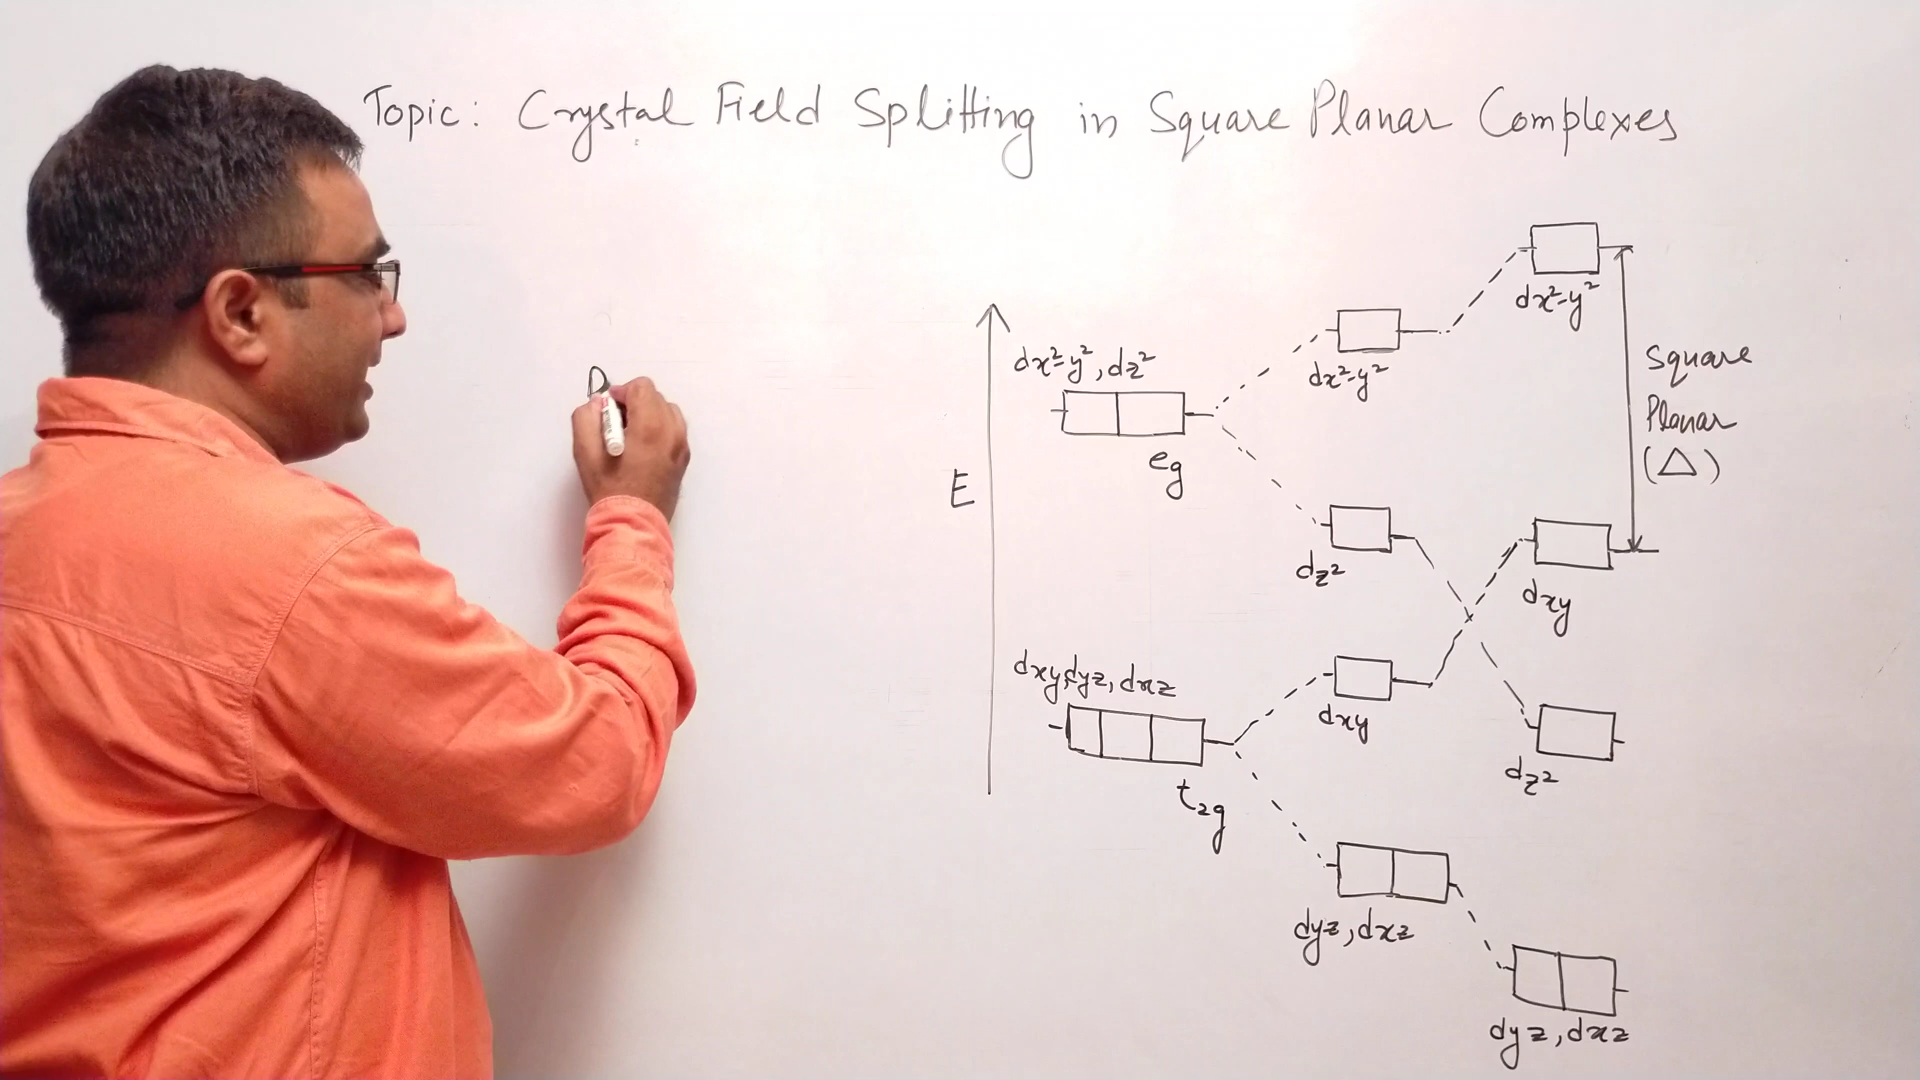 Topic: Crystal Field Splitting in Square Planar Complexes
D
E
dx²-y², dz²
eg
dxy, dyz, dxz
t₂g
dx²-y²
dz²
dxy
dyz, dxz
dx²-y²
dxy
dz²
dyz, dxz
Square
Planar
(△)